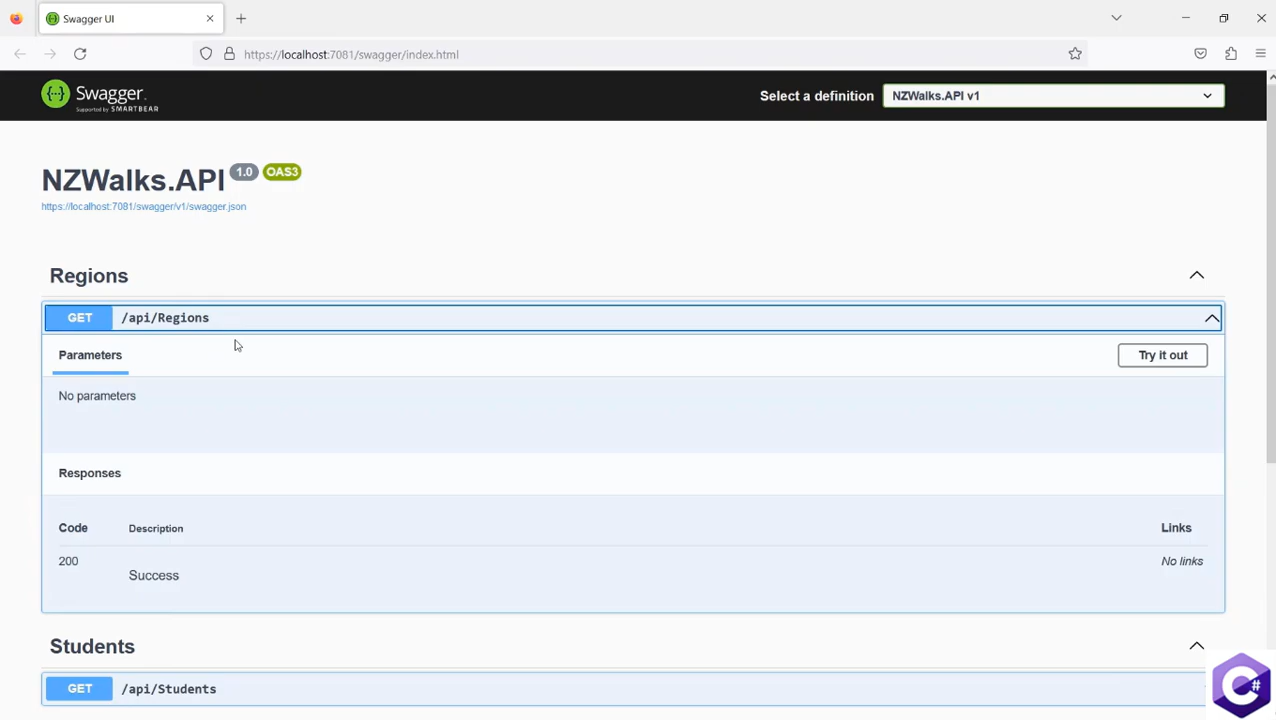 Swagger UI
https://localhost:7081/swagger/index.html
Swagger.
Supported by SMARTBEAR
Select a definition
NZWalks.API v1
NZWalks.API 1.0 OAS3
https://localhost:7081/swagger/v1/swagger.json
Regions
GET /api/Regions
Parameters
Try it out
No parameters
Responses
Code Description Links
200 No links
Success
Students
GET /api/Students
C#